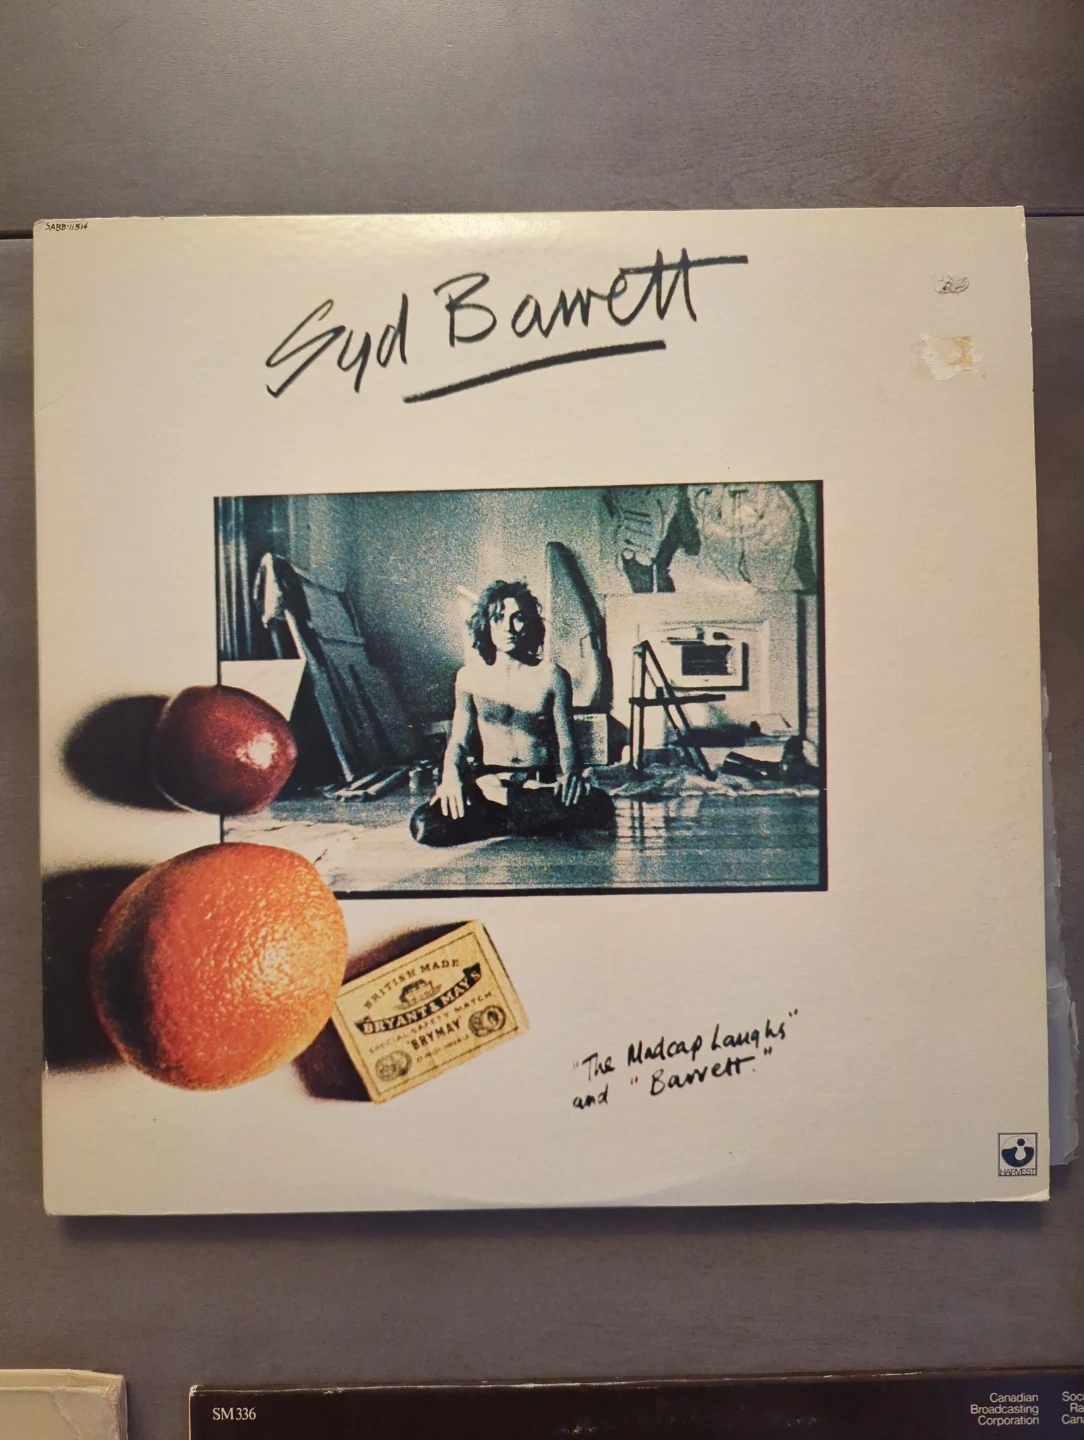 SABB-11314
Syd Barrett
BRITISH MADE
BRYANT & MAY'S
SPECIAL SAFETY MATCH
"BRYMAY"
"The Madcap Laughs"
and "Barrett."
HARVEST
SM336
Canadian
Broadcasting
Corporation